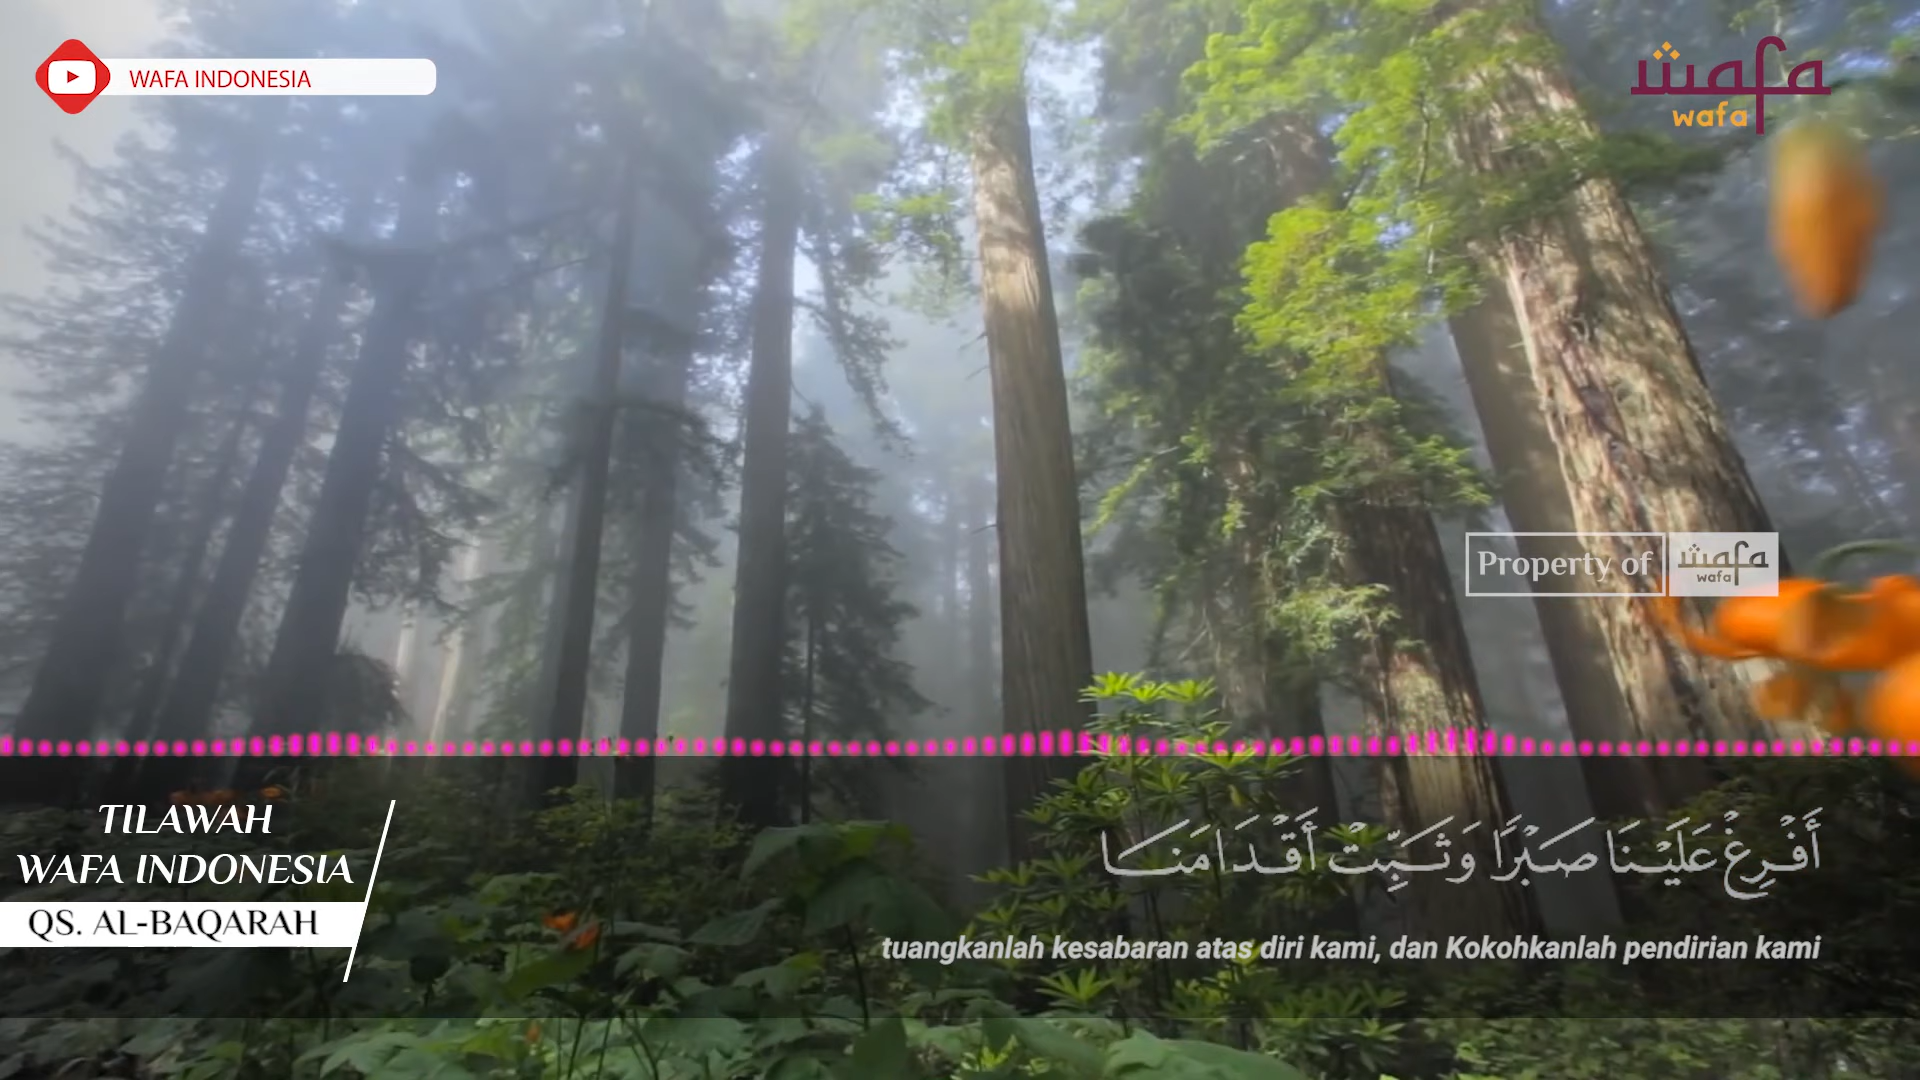 WAFA INDONESIA
wafa
wafa
Property of
wafa
wafa
TILAWAH
WAFA INDONESIA
QS. AL-BAQARAH
أَفْرِغْ عَلَيْنَا صَبْرًا وَثَبِّتْ أَقْدَامَنَا
tuangkanlah kesabaran atas diri kami, dan Kokohkanlah pendirian kami